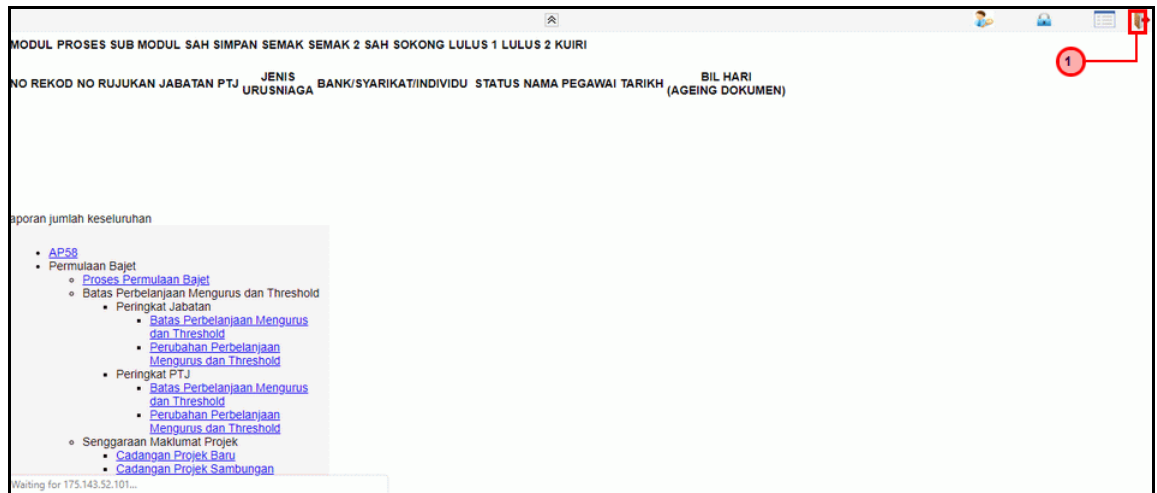 1
MODUL PROSES SUB MODUL SAH SIMPAN SEMAK SEMAK 2 SAH SOKONG LULUS 1 LULUS 2 KUIRI
NO REKOD NO RUJUKAN JABATAN PTJ JENIS URUSNIAGA BANK/SYARIKAT/INDIVIDU STATUS NAMA PEGAWAI TARIKH BIL HARI (AGEING DOKUMEN)
aporan jumlah keseluruhan
• AP58
• Permulaan Bajet
Proses Permulaan Bajet
Batas Perbelanjaan Mengurus dan Threshold
Peringkat Jabatan
Batas Perbelanjaan Mengurus
dan Threshold
Perubahan Perbelanjaan
Mengurus dan Threshold
Peringkat PTJ
Batas Perbelanjaan Mengurus
dan Threshold
Perubahan Perbelanjaan
Mengurus dan Threshold
Senggaraan Maklumat Projek
Cadangan Projek Baru
Cadangan Projek Sambungan
Waiting for 175.143.52.101...